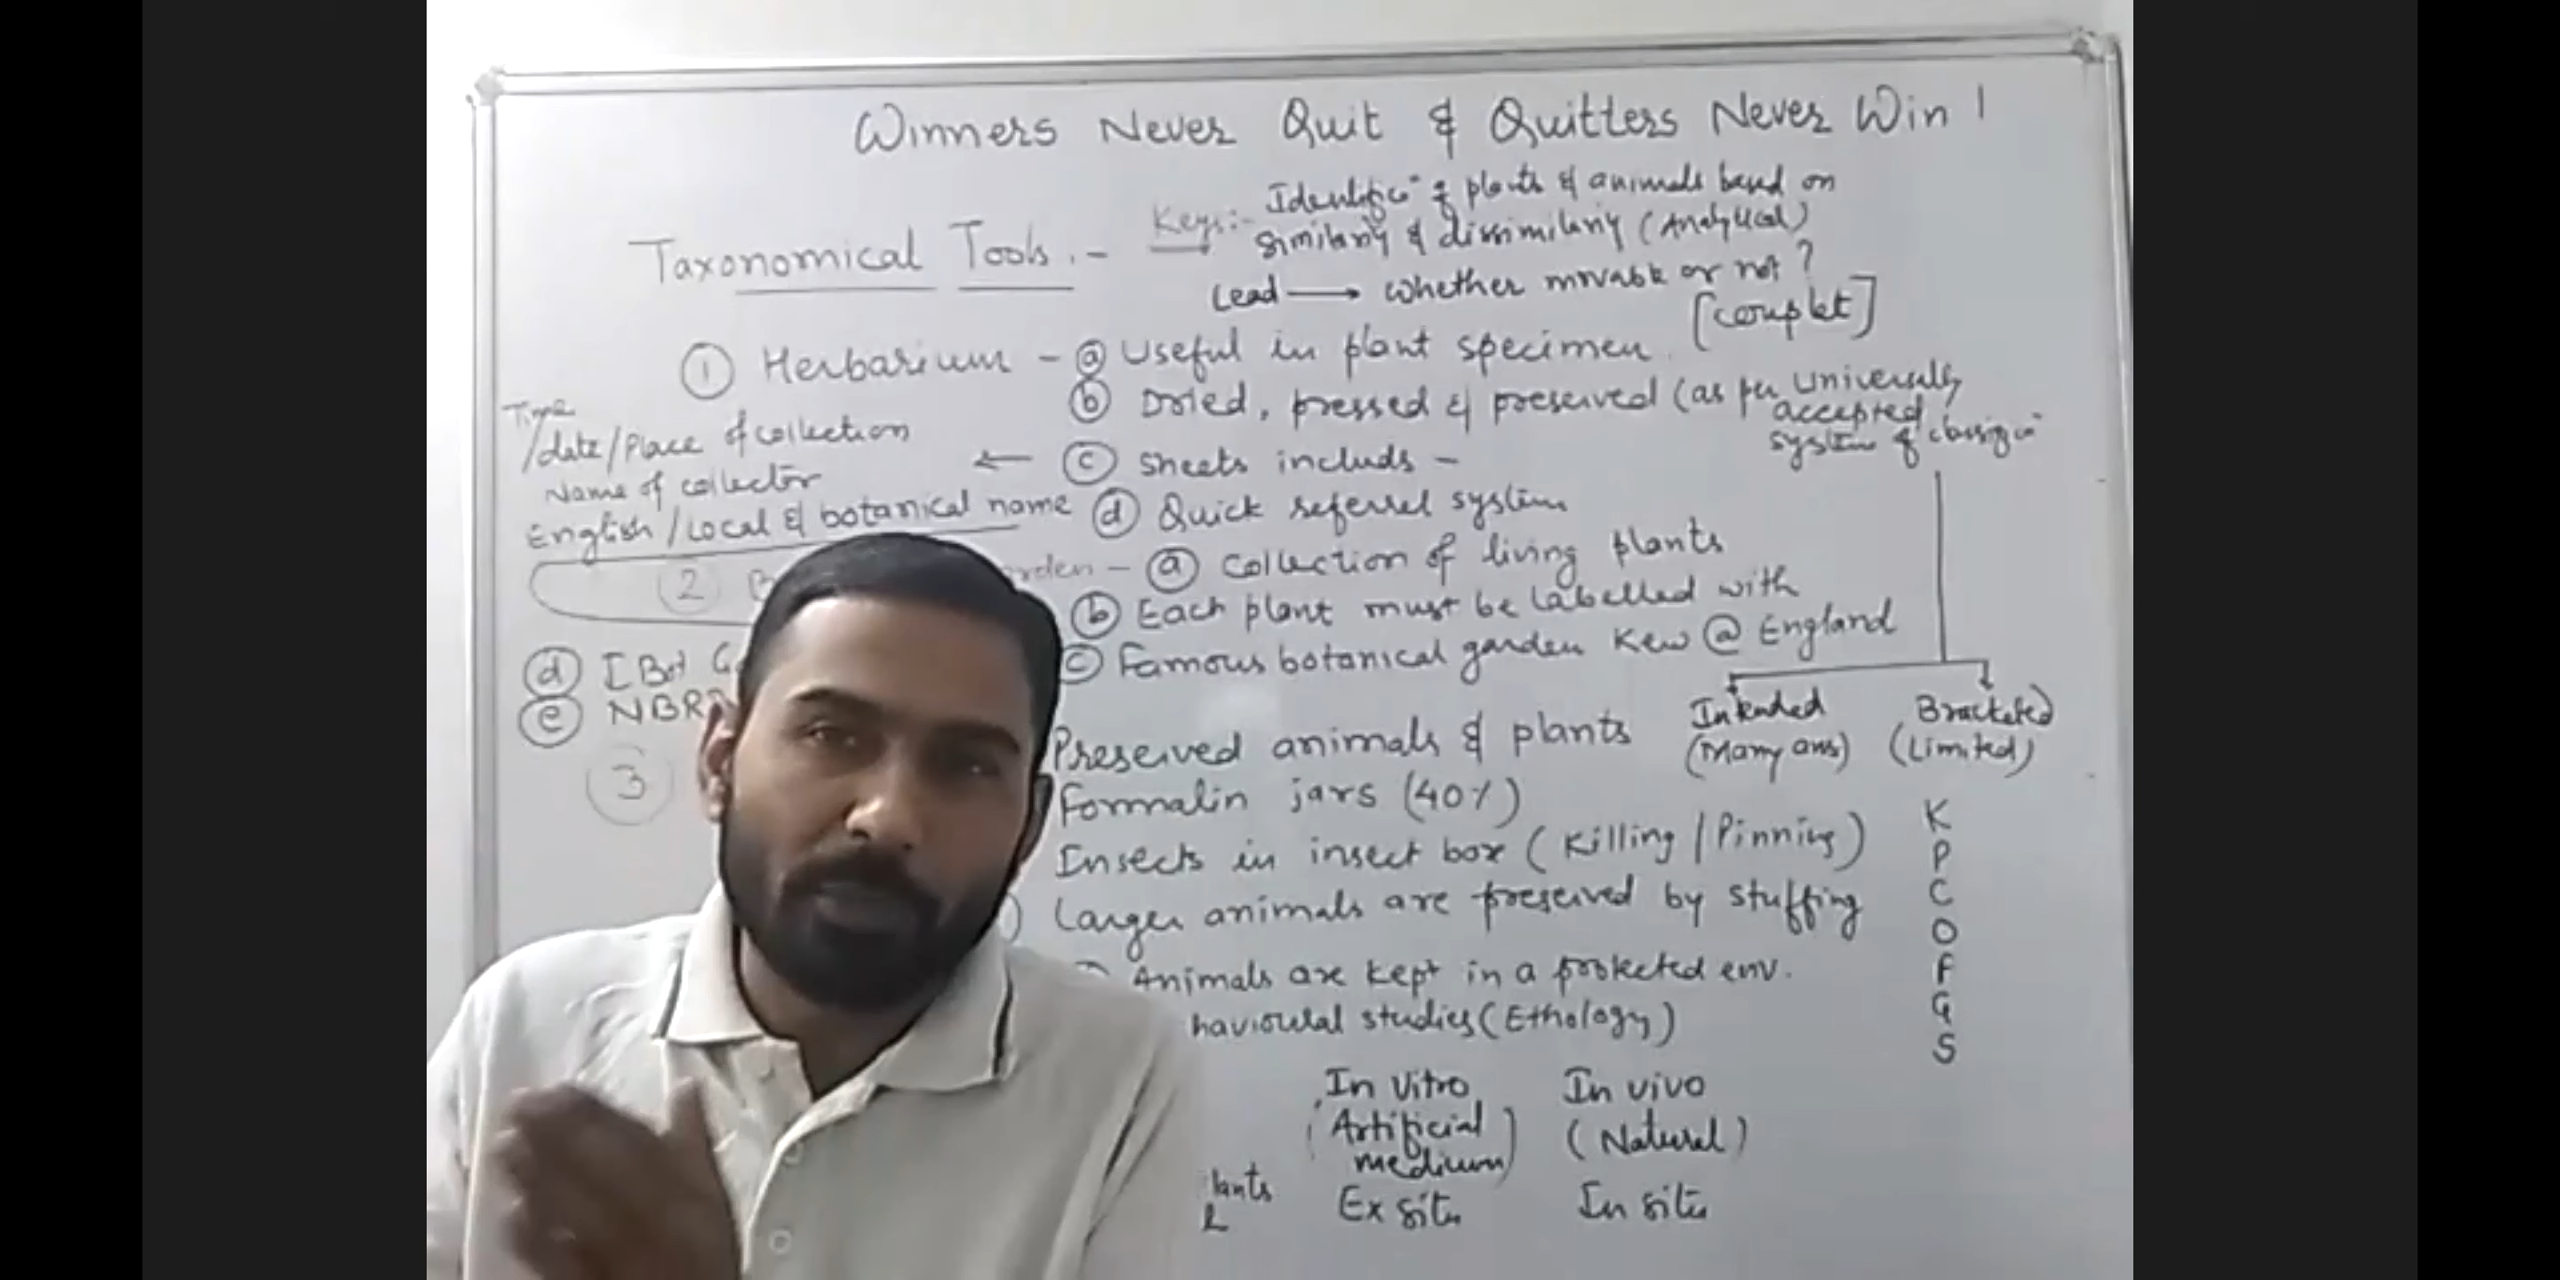 Winners Never Quit & Quitters Never Win !
Taxonomical Tools :-
Keys:- Identific" of plants & animals based on
Similarity & dissimilarity (Analytical)
Lead → whether movable or not ?
[couplet]
① Herbarium - ⓐ Useful in plant specimen
ⓑ Dried, pressed & preserved (as per universally
accepted
system of classific"
ⓒ sheets includs -
←
Time
/date/Place of collection
Name of collector
English / Local & botanical name
ⓓ Quick referrel system
② B rden - ⓐ Collection of living plants
ⓑ Each plant must be labelled with
ⓒ Famous botanical garden Kew @ England
ⓓ [Bot G
ⓔ NBR
③
Preserved animals & plants
Formalin jars (40%)
Insects in insect box (Killing / Pinning)
Larger animals are preserved by stuffing
Animals are kept in a protected env.
havioural studies (Ethology)
Intended
(Many ans)
Bracketed
(Limited)
K
P
C
O
F
G
S
In Vitro In vivo
(Artificial
medium) (Natural)
lants
Ex situ In situ